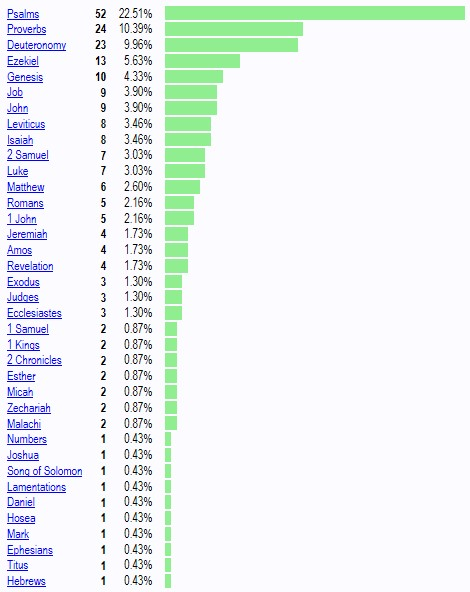 Psalms 52 22.51%
Proverbs 24 10.39%
Deuteronomy 23 9.96%
Ezekiel 13 5.63%
Genesis 10 4.33%
Job 9 3.90%
John 9 3.90%
Leviticus 8 3.46%
Isaiah 8 3.46%
2 Samuel 7 3.03%
Luke 7 3.03%
Matthew 6 2.60%
Romans 5 2.16%
1 John 5 2.16%
Jeremiah 4 1.73%
Amos 4 1.73%
Revelation 4 1.73%
Exodus 3 1.30%
Judges 3 1.30%
Ecclesiastes 3 1.30%
1 Samuel 2 0.87%
1 Kings 2 0.87%
2 Chronicles 2 0.87%
Esther 2 0.87%
Micah 2 0.87%
Zechariah 2 0.87%
Malachi 2 0.87%
Numbers 1 0.43%
Joshua 1 0.43%
Song of Solomon 1 0.43%
Lamentations 1 0.43%
Daniel 1 0.43%
Hosea 1 0.43%
Mark 1 0.43%
Ephesians 1 0.43%
Titus 1 0.43%
Hebrews 1 0.43%